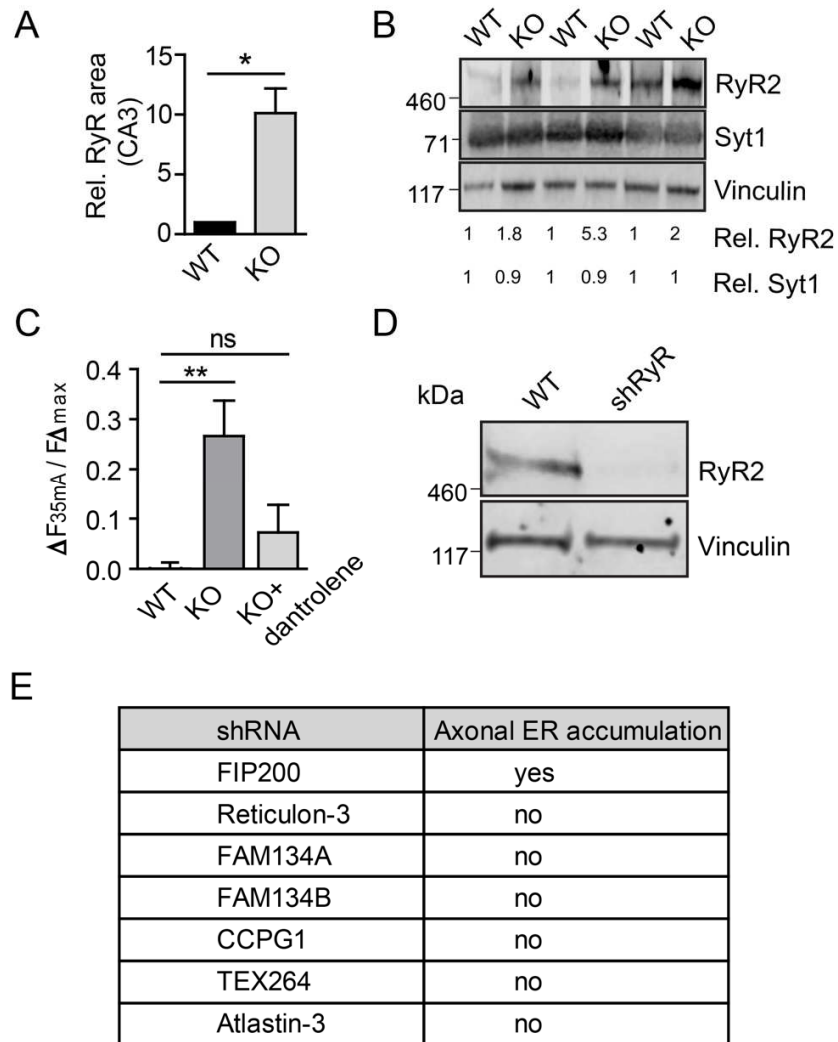 A
Rel. RyR area
(CA3)
15
10
5
0
*
WT
KO
B
WT KO WT KO WT KO
460
RyR2
71
Syt1
117
Vinculin
1 1.8 1 5.3 1 2 Rel. RyR2
1 0.9 1 0.9 1 1 Rel. Syt1
C
ns
**
ΔF35mA / FΔmax
0.4
0.3
0.2
0.1
0.0
WT
KO
KO+
dantrolene
D
kDa
WT
shRyR
460
RyR2
117
Vinculin
E
shRNA Axonal ER accumulation
FIP200 yes
Reticulon-3 no
FAM134A no
FAM134B no
CCPG1 no
TEX264 no
Atlastin-3 no